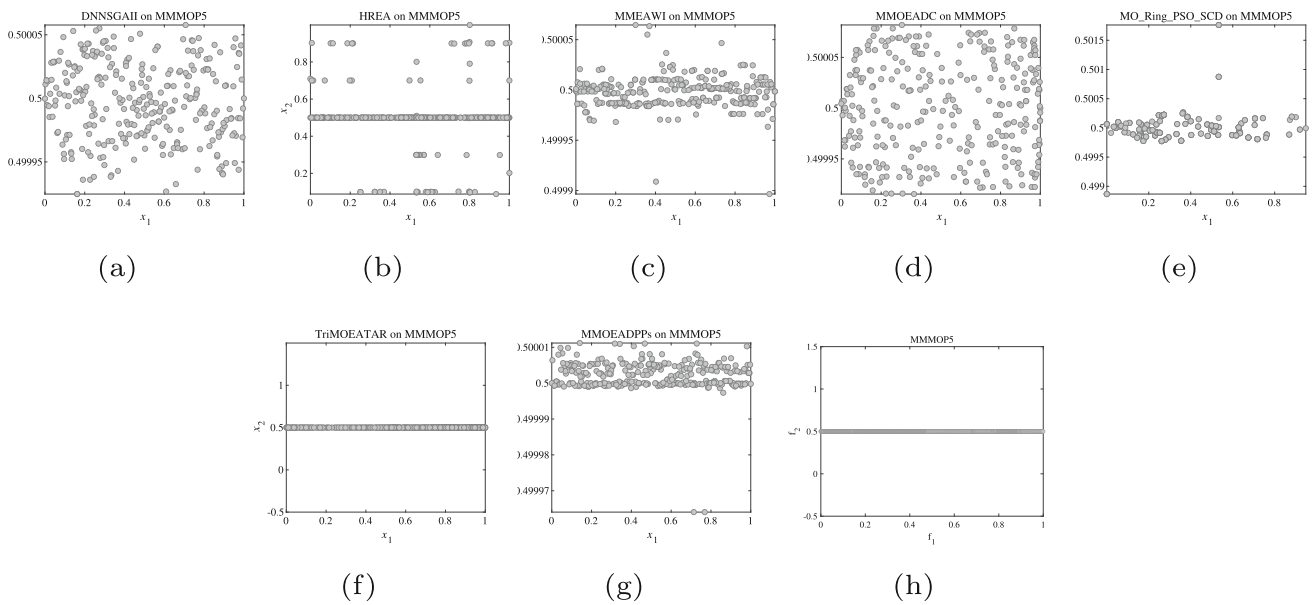 DNNSGAII on MMMOP5
0.50005
0.5
0.49995
0 0.2 0.4 0.6 0.8 1
x1
(a)
HREA on MMMOP5
0.8
0.6
0.4
0.2
x2
0 0.2 0.4 0.6 0.8 1
x1
(b)
MMEAWI on MMMOP5
0.50005
0.5
0.49995
0.4999
0 0.2 0.4 0.6 0.8 1
x1
(c)
MMOEADC on MMMOP5
0.50005
0.5
0.49995
0 0.2 0.4 0.6 0.8 1
x1
(d)
MO_Ring_PSO_SCD on MMMOP5
0.5015
0.501
0.5005
0.50
0.4995
0.499
0.2 0.4 0.6 0.8
x1
(e)
TriMOEATAR on MMMOP5
1
0.5
0
-0.5
x2
0 0.2 0.4 0.6 0.8 1
x1
(f)
MMOEADPPs on MMMOP5
0.50001
0.50
0.49999
0.49998
0.49997
0 0.2 0.4 0.6 0.8 1
x1
(g)
MMMOP5
1.5
1
0.5
0
-0.5
f2
0 0.2 0.4 0.6 0.8 1
f1
(h)